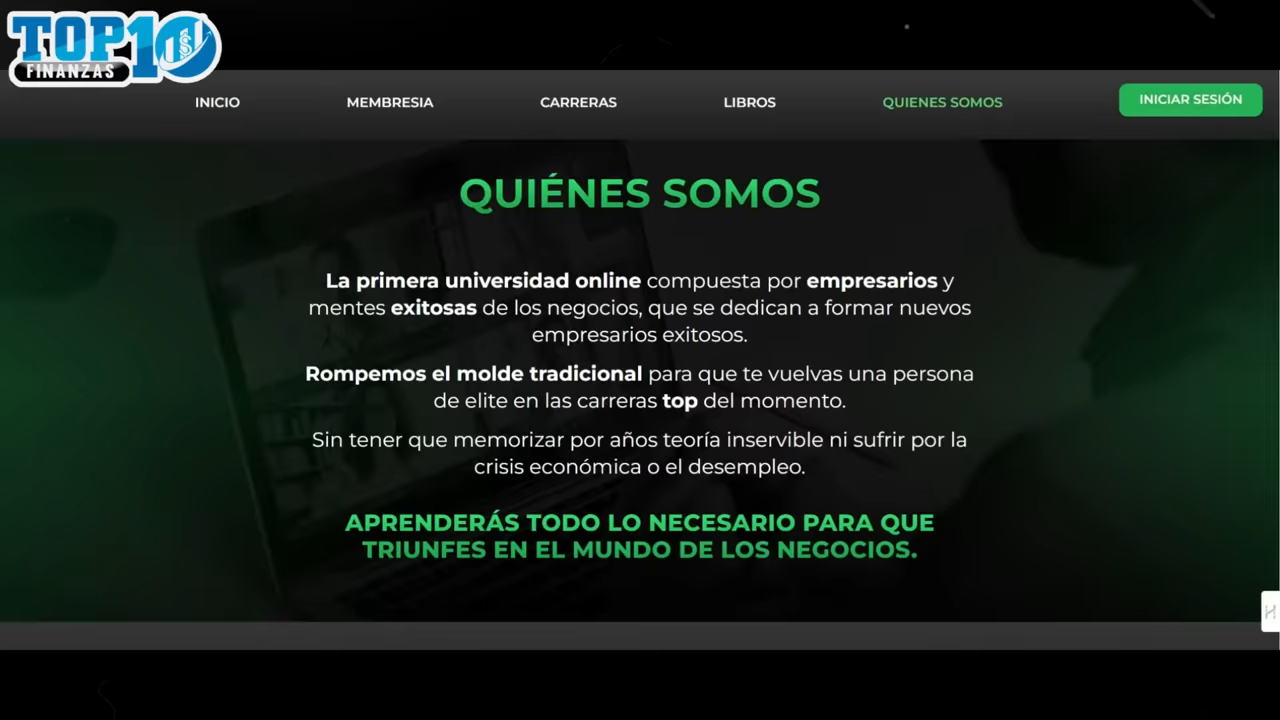 TOP10
FINANZAS
INICIO
MEMBRESIA
CARRERAS
LIBROS
QUIENES SOMOS
INICIAR SESIÓN
QUIÉNES SOMOS
La primera universidad online compuesta por empresarios y
mentes exitosas de los negocios, que se dedican a formar nuevos
empresarios exitosos.
Rompemos el molde tradicional para que te vuelvas una persona
de elite en las carreras top del momento.
Sin tener que memorizar por años teoría inservible ni sufrir por la
crisis económica o el desempleo.
APRENDERÁS TODO LO NECESARIO PARA QUE
TRIUNFES EN EL MUNDO DE LOS NEGOCIOS.